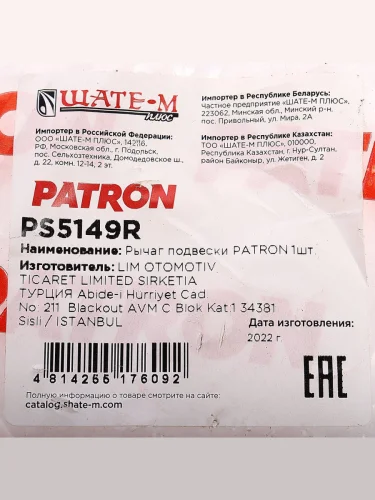 ШАТЕ-М
ПЛЮС
Импортер в Российской Федерации:
ООО «ШАТЕ-М ПЛЮС», 142116,
РФ, Московская обл., г. Подольск,
пос. Сельхозтехника, Домодедовское ш.,
д. 22, комн. 12-14, 2 эт.
Импортер в Республике Беларусь:
Частное предприятие «ШАТЕ-М ПЛЮС»,
223062, Минская обл., Минский р-н,
пос. Привольный, ул. Мира, 2А
Импортер в Республике Казахстан:
ТОО «ШАТЕ-М ПЛЮС», 010000,
Республика Казахстан, г. Нур-Султан,
район Байконыр, ул. Жетиген, д. 2
PATRON
PS5149R
Наименование: Рычаг подвески PATRON 1шт.
Изготовитель: LIM OTOMOTIV
TICARET LIMITED SIRKETIA
ТУРЦИЯ Abide-i Hürriyet Cad.
No: 211 Blackout AVM C Blok Kat:1 34381
Sisli / ISTANBUL
Дата изготовления:
2022 г.
4 814255 176092
EAC
Полную информацию о товаре смотрите на сайте:
catalog.shate-m.com